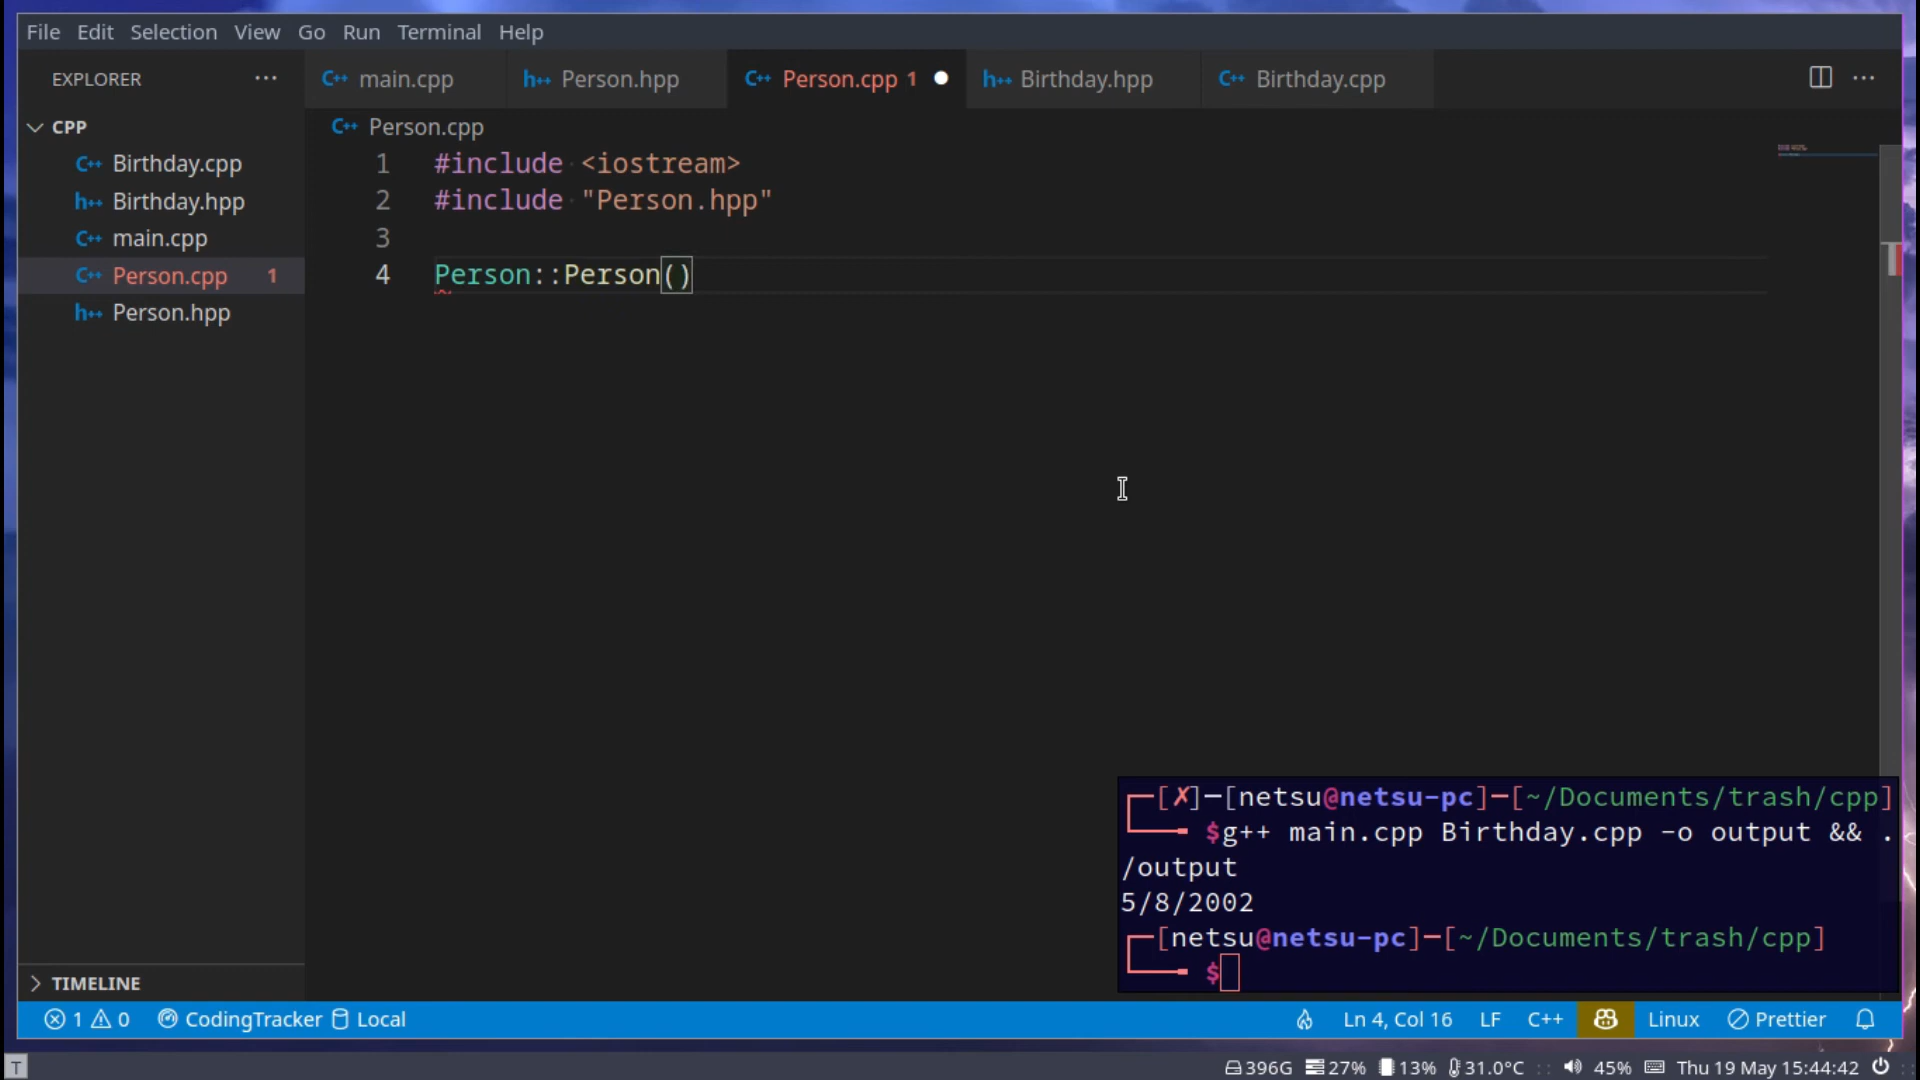 File Edit Selection View Go Run Terminal Help
EXPLORER ···
C++ main.cpp h++ Person.hpp C++ Person.cpp 1 h++ Birthday.hpp C++ Birthday.cpp ···
CPP
C++ Birthday.cpp
h++ Birthday.hpp
C++ main.cpp
C++ Person.cpp 1
h++ Person.hpp
C++ Person.cpp
1 #include <iostream>
2 #include "Person.hpp"
3
4 Person::Person()
[✗]─[netsu@netsu-pc]─[~/Documents/trash/cpp]
$g++ main.cpp Birthday.cpp -o output && .
/output
5/8/2002
[netsu@netsu-pc]─[~/Documents/trash/cpp]
$
TIMELINE
1 0 CodingTracker Local Ln 4, Col 16 LF C++ Linux Prettier
T 396G 27% 13% 31.0°C :: 45% Thu 19 May 15:44:42